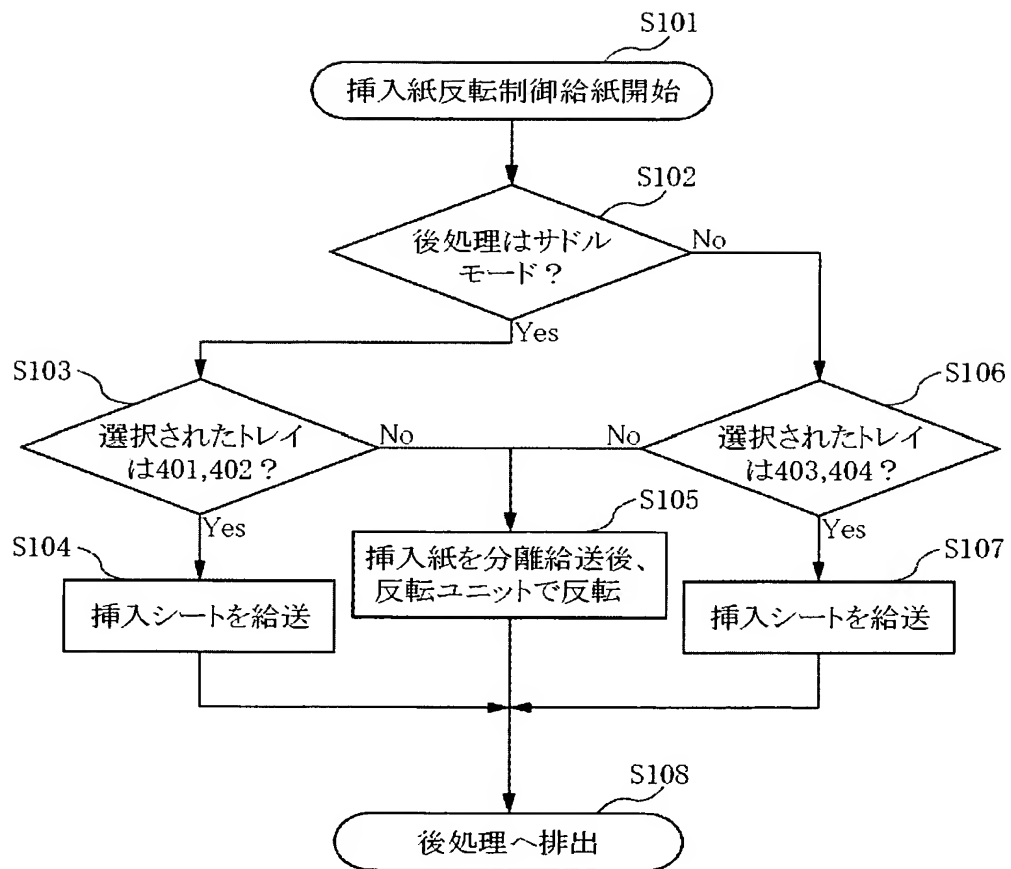 S101
挿入紙反転制御給紙開始
S102
後処理はサドル
モード？
No
Yes
S103
選択されたトレイ
は401,402？
No
Yes
S106
選択されたトレイ
は403,404？
No
Yes
S104
挿入シートを給送
S105
挿入紙を分離給送後、
反転ユニットで反転
S107
挿入シートを給送
S108
後処理へ排出